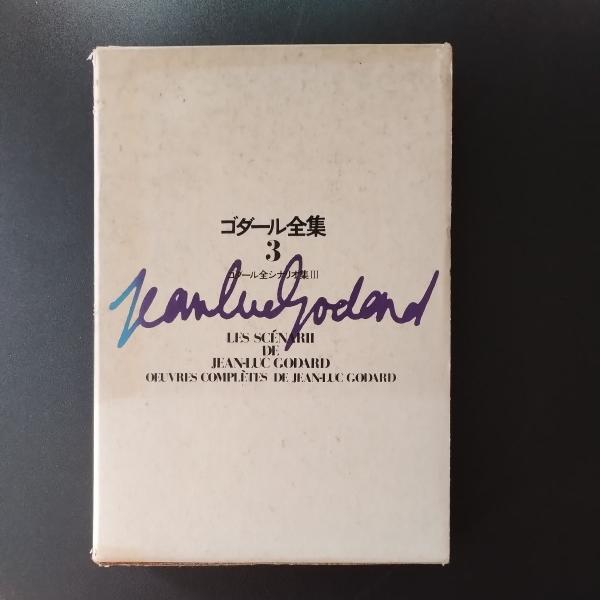 ゴダール全集
3
ゴダール全シナリオ集III
Jean-Luc Godard
LES SCÉNARII
DE
JEAN-LUC GODARD
OEUVRES COMPLÈTES DE JEAN-LUC GODARD